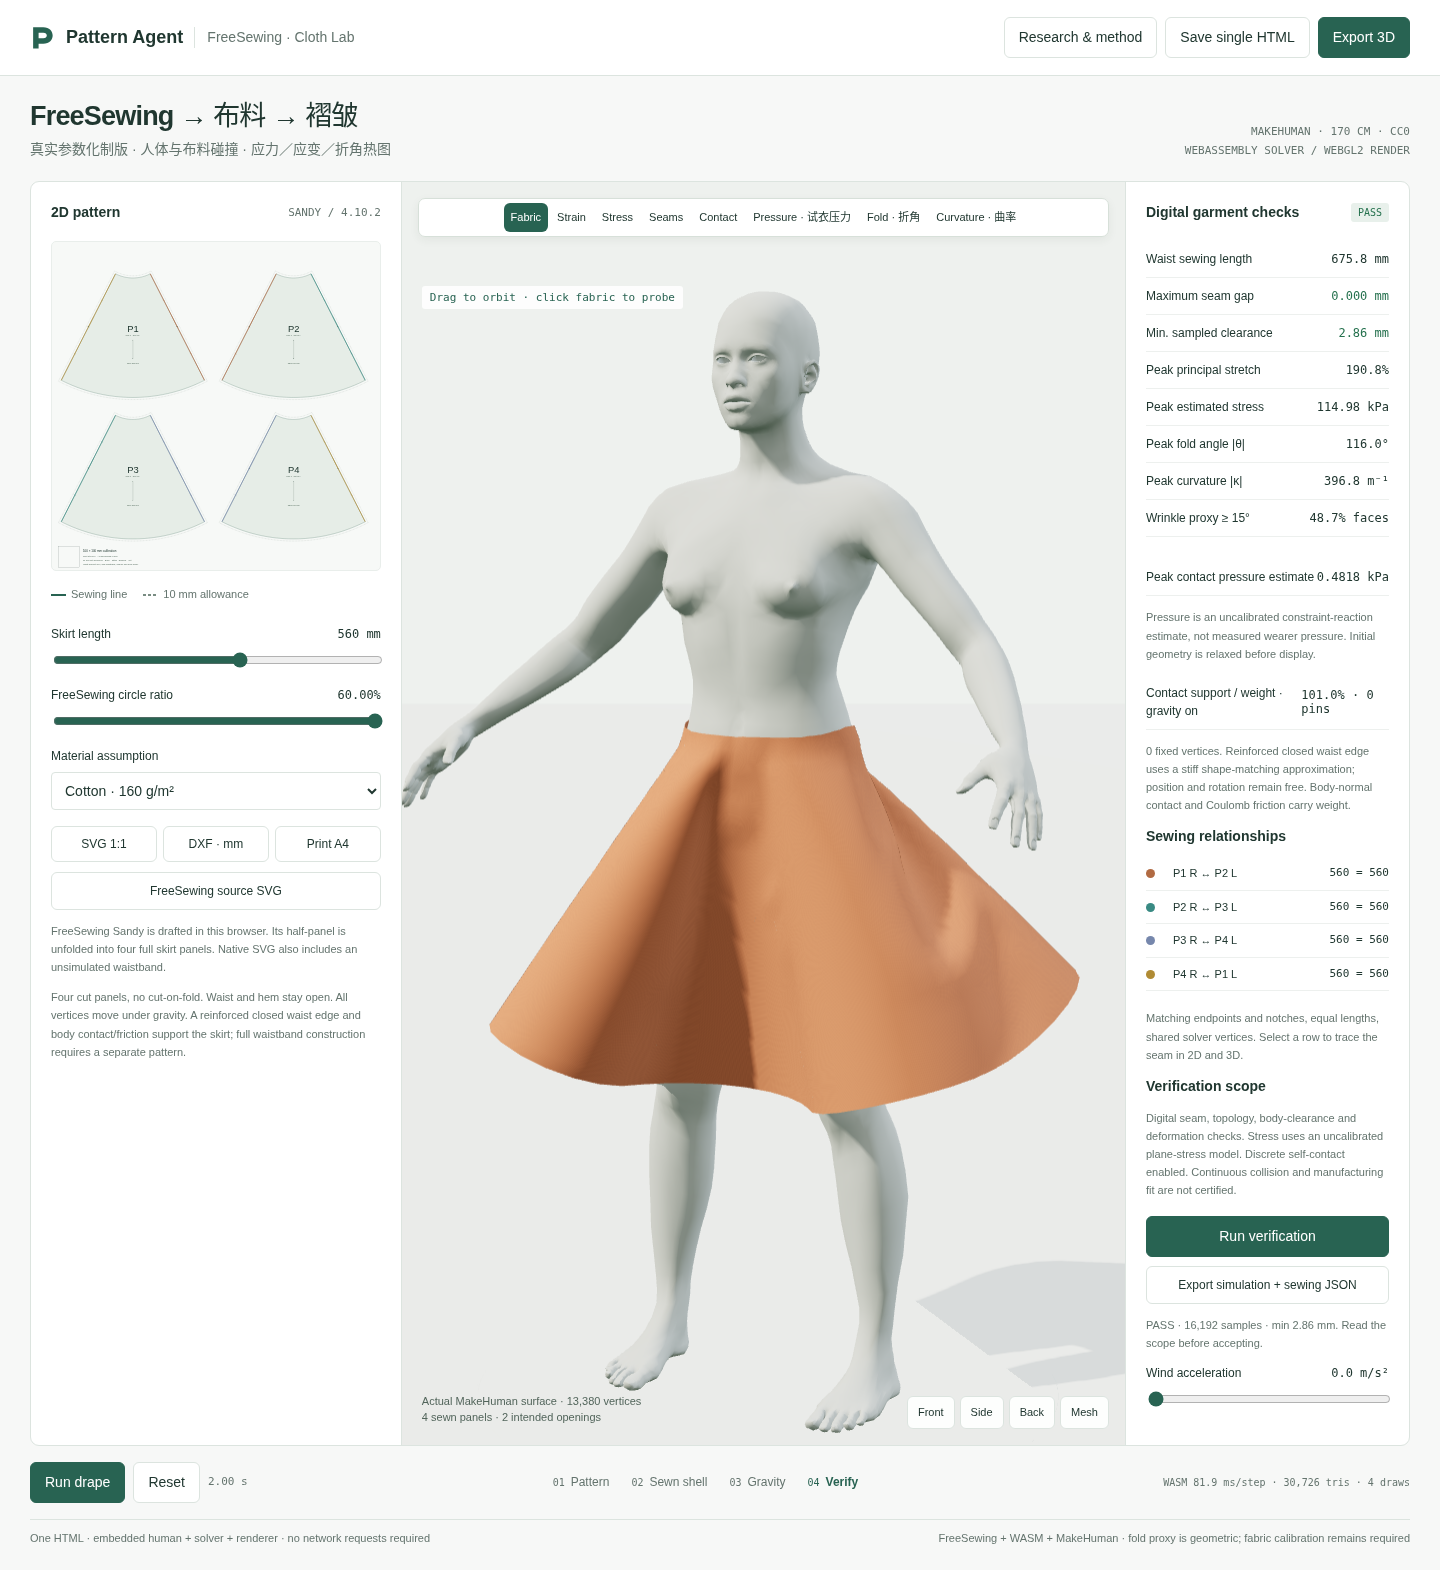 Pattern Agent
FreeSewing · Cloth Lab
Research & method
Save single HTML
Export 3D
FreeSewing → 布料 → 褶皱
真实参数化制版 · 人体与布料碰撞 · 应力／应变／折角热图
MAKEHUMAN · 170 CM · CC0
WEBASSEMBLY SOLVER / WEBGL2 RENDER
2D pattern
SANDY / 4.10.2
P1
P2
P3
P4
Sewing line
10 mm allowance
Skirt length
560 mm
FreeSewing circle ratio
60.00%
Material assumption
Cotton · 160 g/m²
SVG 1:1
DXF · mm
Print A4
FreeSewing source SVG
FreeSewing Sandy is drafted in this browser. Its half-panel is
unfolded into four full skirt panels. Native SVG also includes an
unsimulated waistband.
Four cut panels, no cut-on-fold. Waist and hem stay open. All
vertices move under gravity. A reinforced closed waist edge and
body contact/friction support the skirt; full waistband construction
requires a separate pattern.
Fabric
Strain
Stress
Seams
Contact
Pressure · 试衣压力
Fold · 折角
Curvature · 曲率
Drag to orbit · click fabric to probe
Actual MakeHuman surface · 13,380 vertices
4 sewn panels · 2 intended openings
Front
Side
Back
Mesh
Digital garment checks
PASS
Waist sewing length
675.8 mm
Maximum seam gap
0.000 mm
Min. sampled clearance
2.86 mm
Peak principal stretch
190.8%
Peak estimated stress
114.98 kPa
Peak fold angle |θ|
116.0°
Peak curvature |κ|
396.8 m⁻¹
Wrinkle proxy ≥ 15°
48.7% faces
Peak contact pressure estimate
0.4818 kPa
Pressure is an uncalibrated constraint-reaction
estimate, not measured wearer pressure. Initial
geometry is relaxed before display.
Contact support / weight ·
gravity on
101.0% · 0
pins
0 fixed vertices. Reinforced closed waist edge
uses a stiff shape-matching approximation;
position and rotation remain free. Body-normal
contact and Coulomb friction carry weight.
Sewing relationships
P1 R ↔ P2 L
560 = 560
P2 R ↔ P3 L
560 = 560
P3 R ↔ P4 L
560 = 560
P4 R ↔ P1 L
560 = 560
Matching endpoints and notches, equal lengths,
shared solver vertices. Select a row to trace the
seam in 2D and 3D.
Verification scope
Digital seam, topology, body-clearance and
deformation checks. Stress uses an uncalibrated
plane-stress model. Discrete self-contact
enabled. Continuous collision and manufacturing
fit are not certified.
Run verification
Export simulation + sewing JSON
PASS · 16,192 samples · min 2.86 mm. Read the
scope before accepting.
Wind acceleration
0.0 m/s²
Run drape
Reset
2.00 s
01 Pattern
02 Sewn shell
03 Gravity
04 Verify
WASM 81.9 ms/step · 30,726 tris · 4 draws
One HTML · embedded human + solver + renderer · no network requests required
FreeSewing + WASM + MakeHuman · fold proxy is geometric; fabric calibration remains required